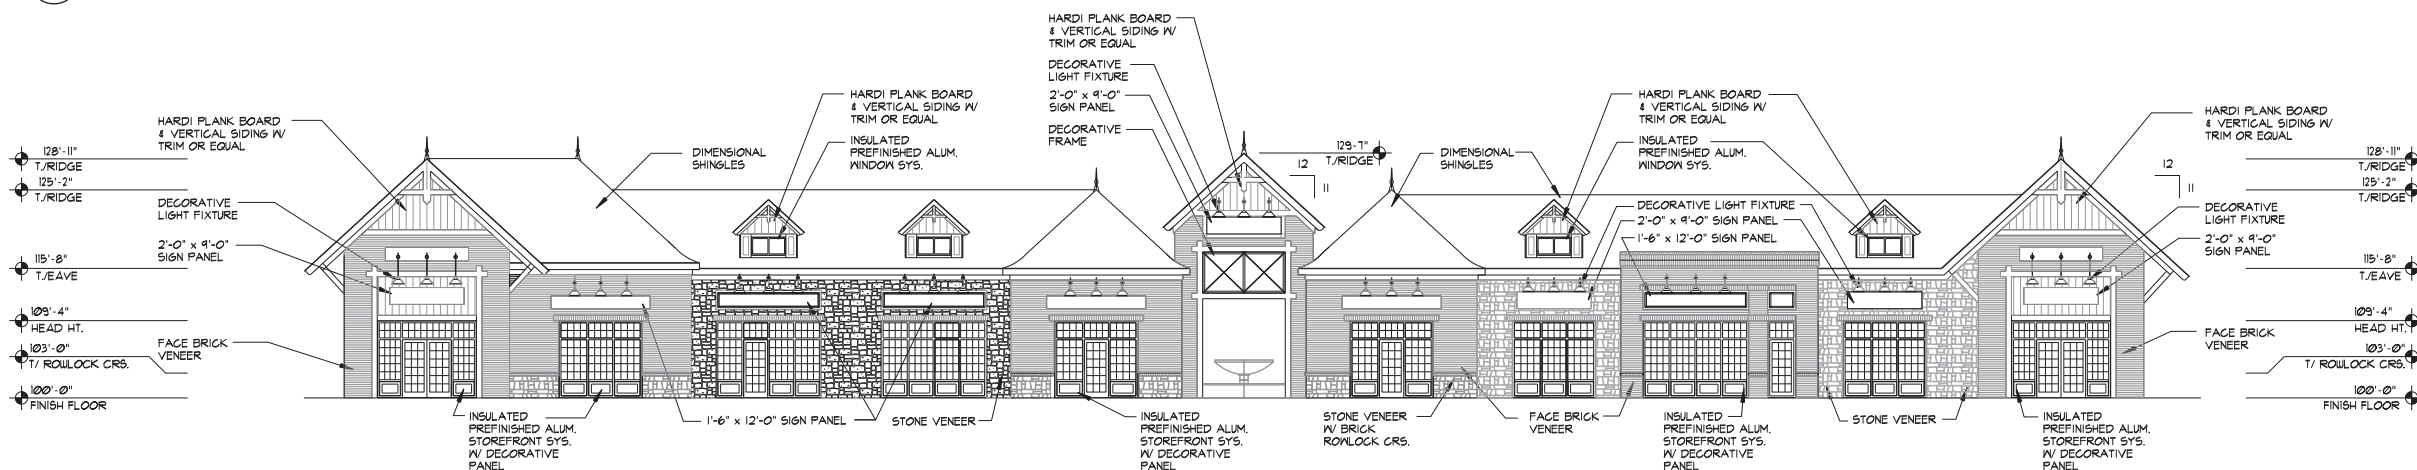 HARDI PLANK BOARD
& VERTICAL SIDING W/
TRIM OR EQUAL
DECORATIVE
LIGHT FIXTURE
2'-0" x 9'-0"
SIGN PANEL
DECORATIVE
FRAME
HARDI PLANK BOARD
& VERTICAL SIDING W/
TRIM OR EQUAL
INSULATED
PREFINISHED ALUM.
WINDOW SYS.
HARDI PLANK BOARD
& VERTICAL SIDING W/
TRIM OR EQUAL
INSULATED
PREFINISHED ALUM.
WINDOW SYS.
HARDI PLANK BOARD
& VERTICAL SIDING W/
TRIM OR EQUAL
HARDI PLANK BOARD
& VERTICAL SIDING W/
TRIM OR EQUAL
128'-11"
T./RIDGE
125'-2"
T./RIDGE
DIMENSIONAL
SHINGLES
129'-7"
T./RIDGE
12
11
DIMENSIONAL
SHINGLES
12
11
128'-11"
T./RIDGE
125'-2"
T./RIDGE
DECORATIVE
LIGHT FIXTURE
2'-0" x 9'-0"
SIGN PANEL
DECORATIVE LIGHT FIXTURE
2'-0" x 9'-0" SIGN PANEL
1'-6" x 12'-0" SIGN PANEL
DECORATIVE
LIGHT FIXTURE
2'-0" x 9'-0"
SIGN PANEL
115'-8"
T./EAVE
115'-8"
T./EAVE
109'-4"
HEAD HT.
109'-4"
HEAD HT.
FACE BRICK
VENEER
FACE BRICK
VENEER
103'-0"
T/ ROWLOCK CRS.
103'-0"
T/ ROWLOCK CRS.
100'-0"
FINISH FLOOR
100'-0"
FINISH FLOOR
INSULATED
PREFINISHED ALUM.
STOREFRONT SYS.
W/ DECORATIVE
PANEL
1'-6" x 12'-0" SIGN PANEL
STONE VENEER
INSULATED
PREFINISHED ALUM.
STOREFRONT SYS.
W/ DECORATIVE
PANEL
STONE VENEER
W/ BRICK
ROWLOCK CRS.
FACE BRICK
VENEER
INSULATED
PREFINISHED ALUM.
STOREFRONT SYS.
W/ DECORATIVE
PANEL
STONE VENEER
INSULATED
PREFINISHED ALUM.
STOREFRONT SYS.
W/ DECORATIVE
PANEL